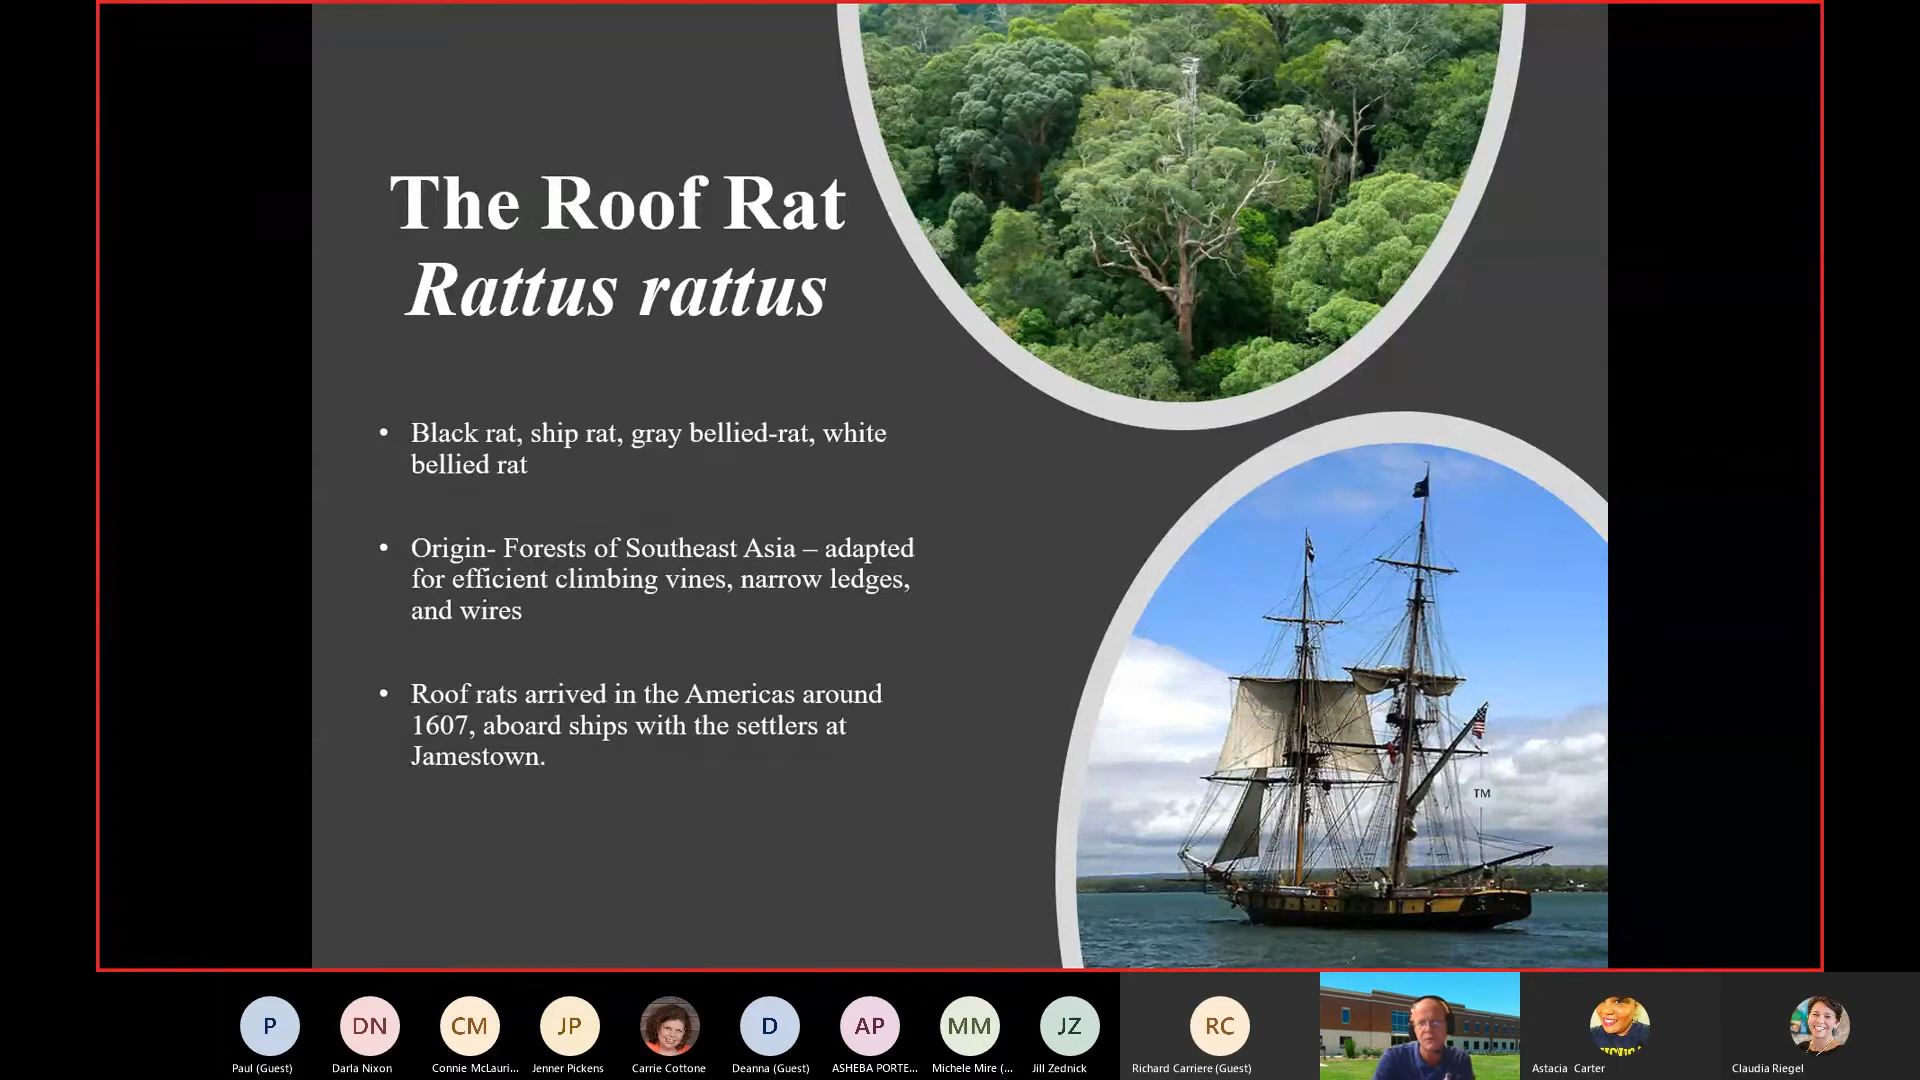 The Roof Rat
Rattus rattus
• Black rat, ship rat, gray bellied-rat, white
bellied rat
• Origin- Forests of Southeast Asia – adapted
for efficient climbing vines, narrow ledges,
and wires
• Roof rats arrived in the Americas around
1607, aboard ships with the settlers at
Jamestown.
TM
P
DN
CM
JP
D
AP
MM
JZ
RC
Paul (Guest)
Darla Nixon
Connie McLauri...
Jenner Pickens
Carrie Cottone
Deanna (Guest)
ASHEBA PORTE...
Michele Mire (...
Jill Zednick
Richard Carriere (Guest)
Astacia Carter
Claudia Riegel